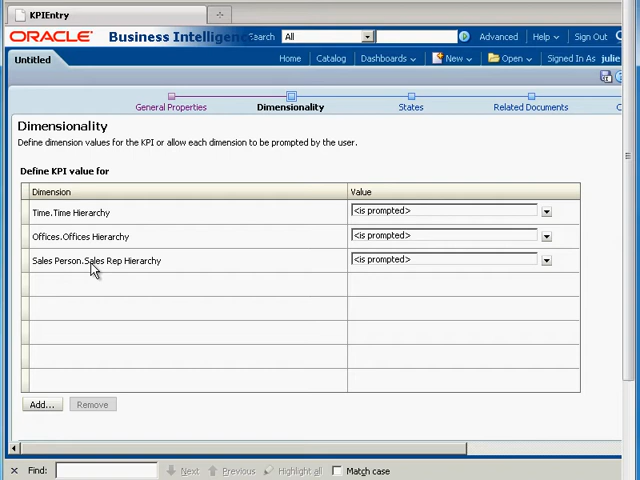 KPIEntry
ORACLE Business Intelligence Search All Advanced Help Sign Out
Untitled Home Catalog Dashboards New Open Signed In As julie
General Properties Dimensionality States Related Documents
Dimensionality
Define dimension values for the KPI or allow each dimension to be prompted by the user.
Define KPI value for
Dimension Value
Time.Time Hierarchy <is prompted>
Offices.Offices Hierarchy <is prompted>
Sales Person.Sales Rep Hierarchy <is prompted>
Add... Remove
Find: Next Previous Highlight all Match case